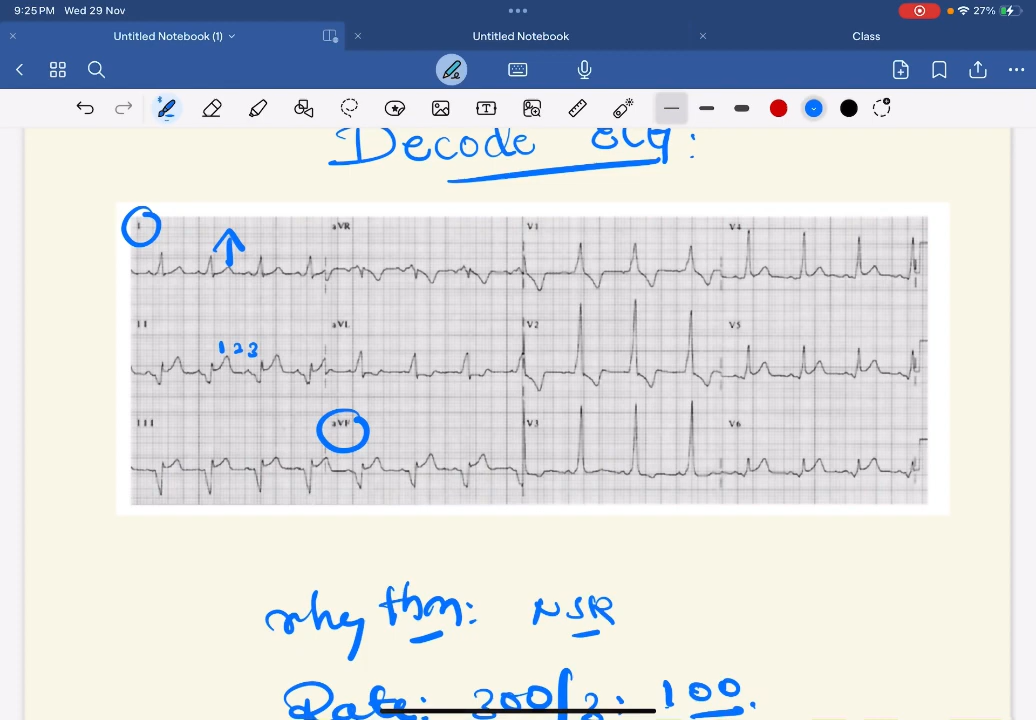 9:25 PM Wed 29 Nov
27%
Untitled Notebook (1)
Untitled Notebook
Class
Decode ECG:
I aVR V1 V4
II aVL V2 V5
1 2 3
III aVF V3 V6
rhythm: NSR
Rate: 300/3: 100.